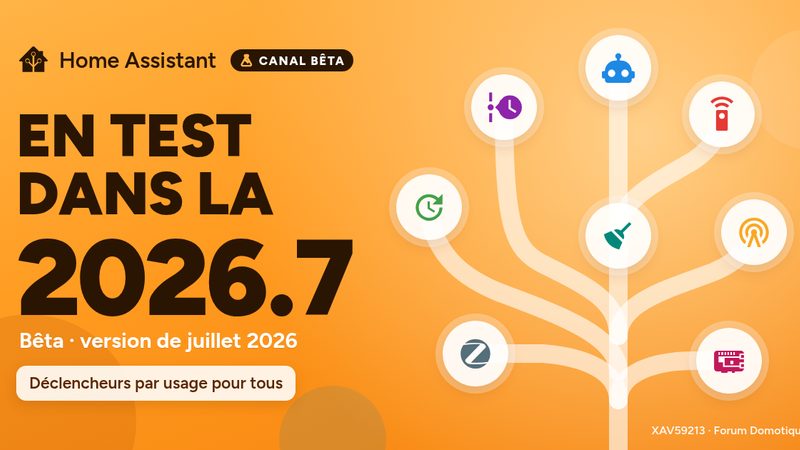 Home Assistant
CANAL BÊTA
EN TEST
DANS LA
2026.7
Bêta · version de juillet 2026
Déclencheurs par usage pour tous
XAV59213 · Forum Domotiqu